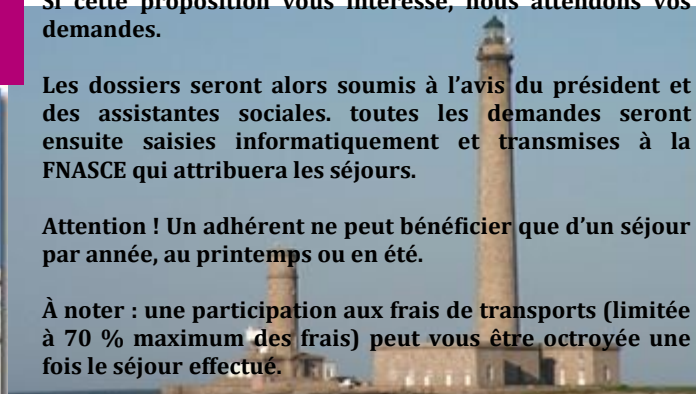 Si cette proposition vous intéresse, nous attendons vos
demandes.
Les dossiers seront alors soumis à l’avis du président et
des assistantes sociales. toutes les demandes seront
ensuite saisies informatiquement et transmises à la
FNASCE qui attribuera les séjours.
Attention ! Un adhérent ne peut bénéficier que d’un séjour
par année, au printemps ou en été.
À noter : une participation aux frais de transports (limitée
à 70 % maximum des frais) peut vous être octroyée une
fois le séjour effectué.